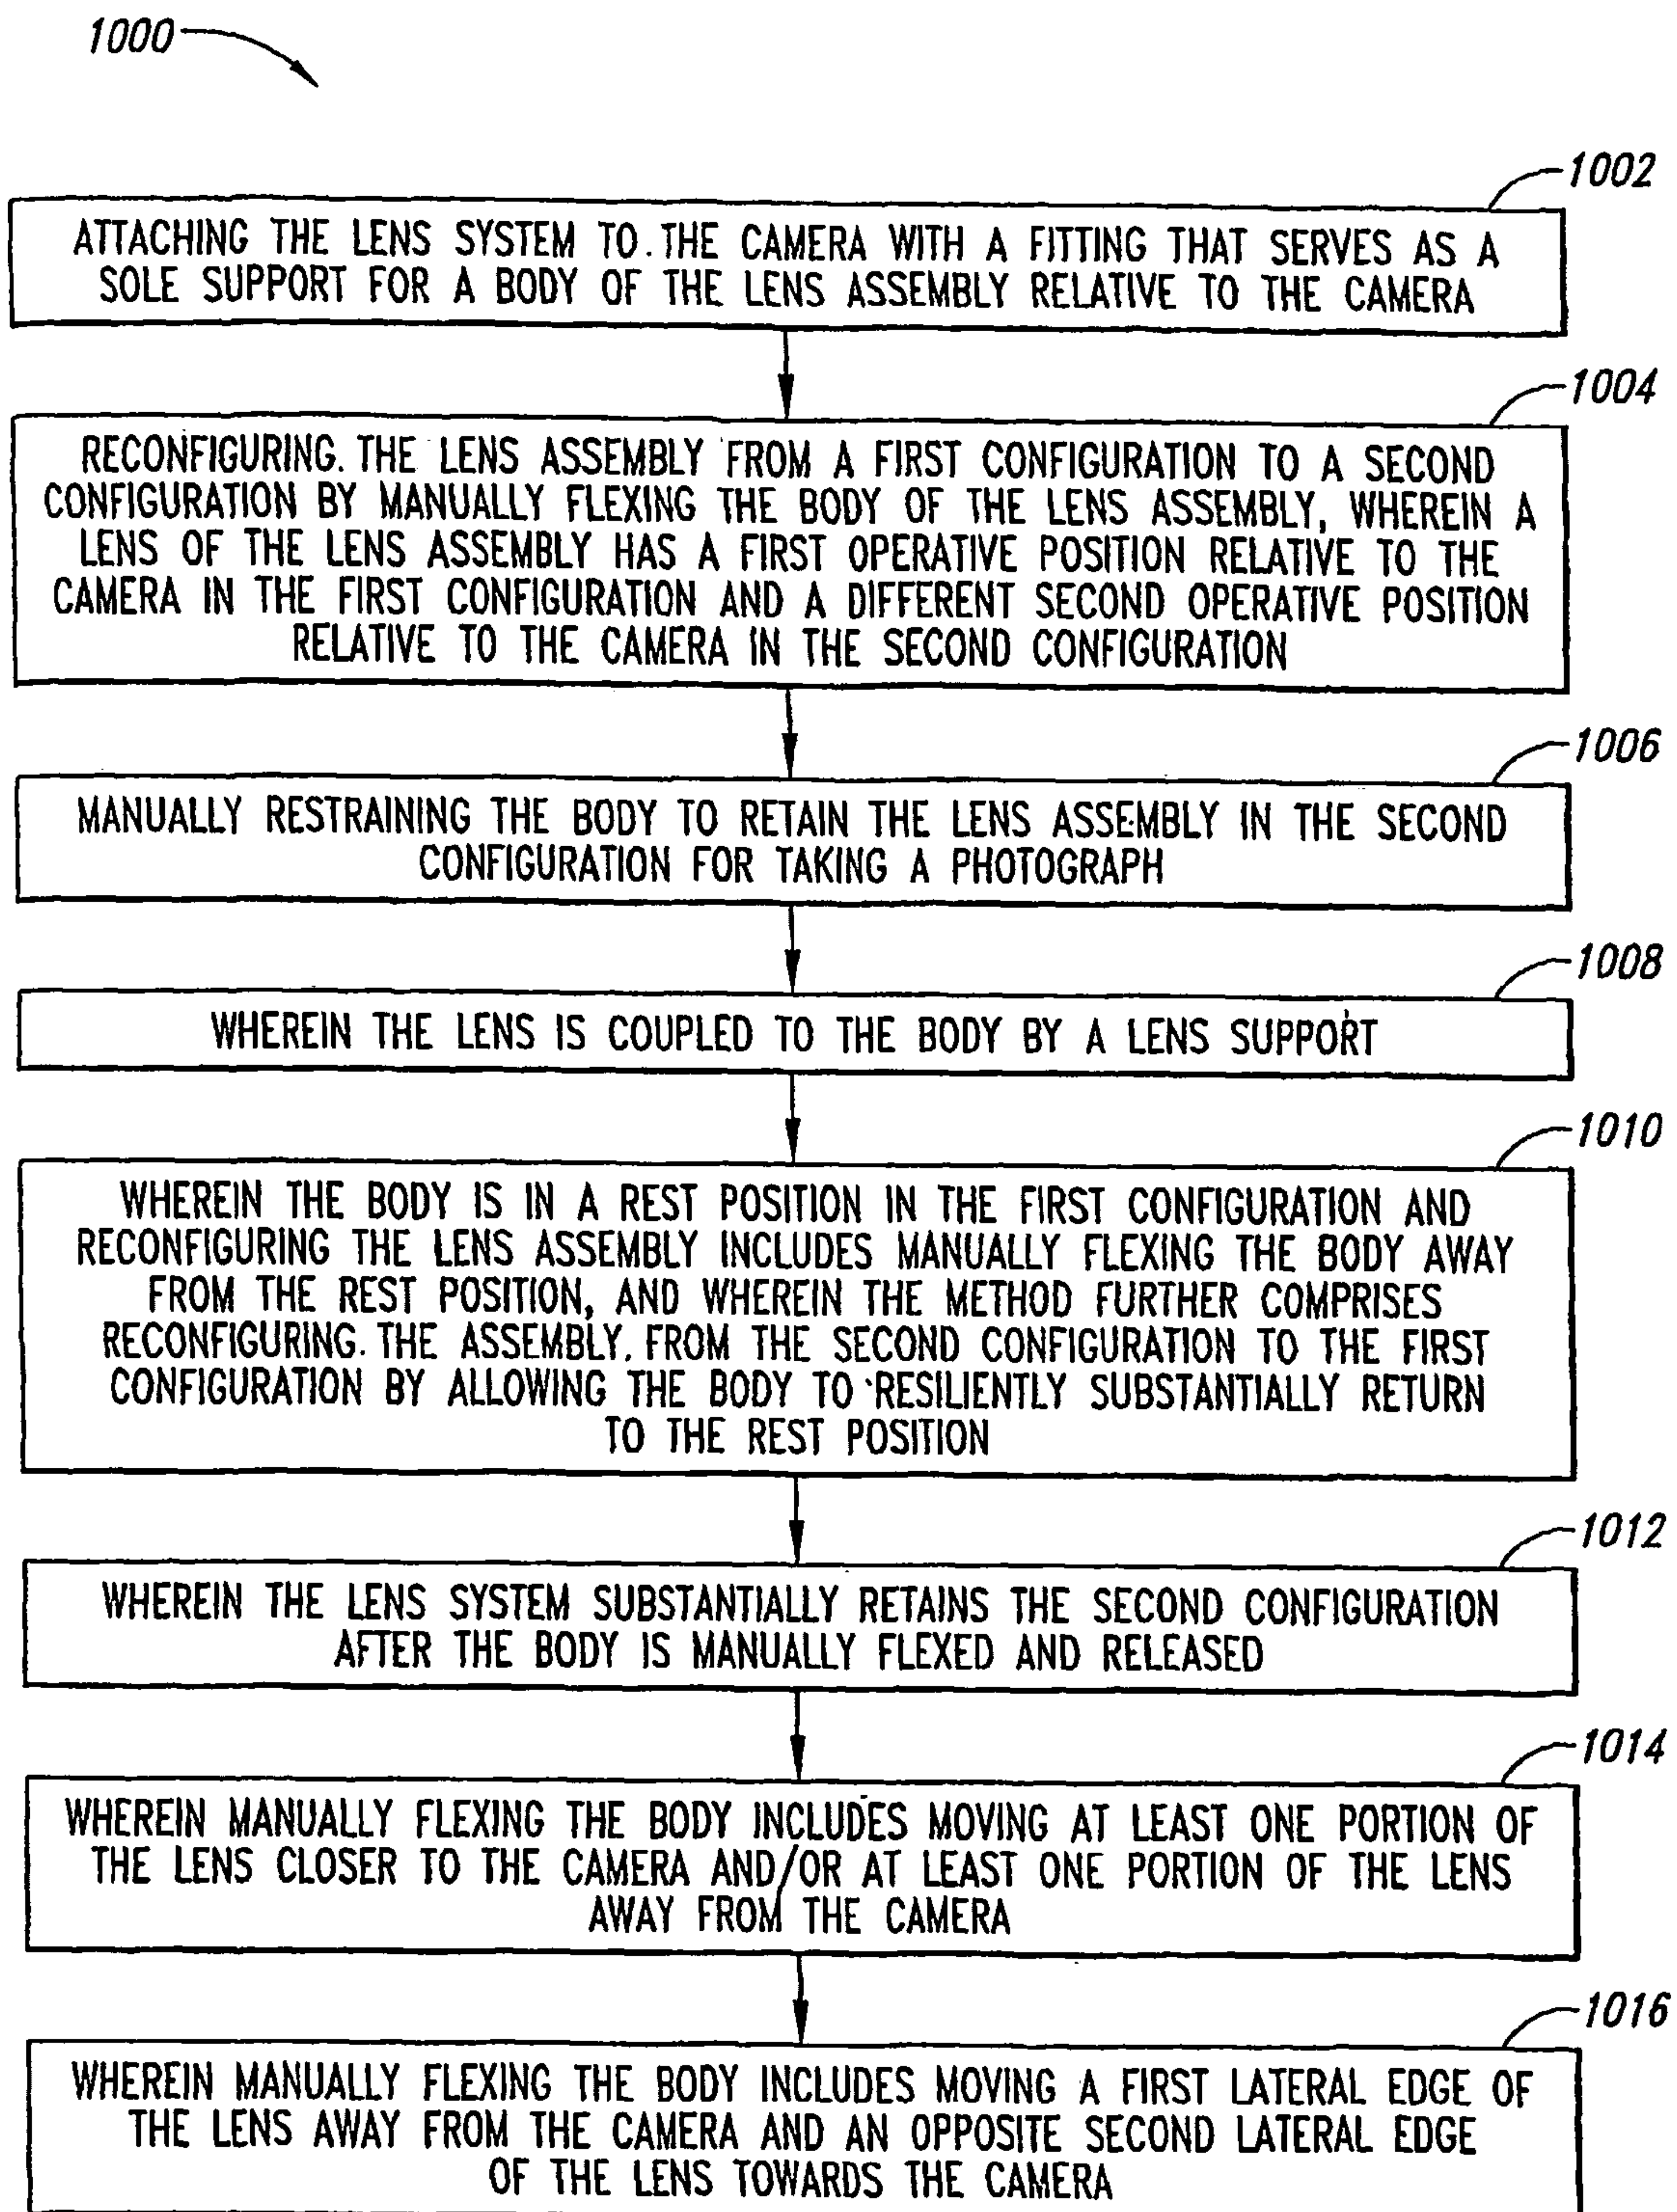 1000
1002
ATTACHING THE LENS SYSTEM TO THE CAMERA WITH A FITTING THAT SERVES AS A
SOLE SUPPORT FOR A BODY OF THE LENS ASSEMBLY RELATIVE TO THE CAMERA
1004
RECONFIGURING THE LENS ASSEMBLY FROM A FIRST CONFIGURATION TO A SECOND
CONFIGURATION BY MANUALLY FLEXING THE BODY OF THE LENS ASSEMBLY, WHEREIN A
LENS OF THE LENS ASSEMBLY HAS A FIRST OPERATIVE POSITION RELATIVE TO THE
CAMERA IN THE FIRST CONFIGURATION AND A DIFFERENT SECOND OPERATIVE POSITION
RELATIVE TO THE CAMERA IN THE SECOND CONFIGURATION
1006
MANUALLY RESTRAINING THE BODY TO RETAIN THE LENS ASSEMBLY IN THE SECOND
CONFIGURATION FOR TAKING A PHOTOGRAPH
1008
WHEREIN THE LENS IS COUPLED TO THE BODY BY A LENS SUPPORT
1010
WHEREIN THE BODY IS IN A REST POSITION IN THE FIRST CONFIGURATION AND
RECONFIGURING THE LENS ASSEMBLY INCLUDES MANUALLY FLEXING THE BODY AWAY
FROM THE REST POSITION, AND WHEREIN THE METHOD FURTHER COMPRISES
RECONFIGURING THE ASSEMBLY FROM THE SECOND CONFIGURATION TO THE FIRST
CONFIGURATION BY ALLOWING THE BODY TO RESILIENTLY SUBSTANTIALLY RETURN
TO THE REST POSITION
1012
WHEREIN THE LENS SYSTEM SUBSTANTIALLY RETAINS THE SECOND CONFIGURATION
AFTER THE BODY IS MANUALLY FLEXED AND RELEASED
1014
WHEREIN MANUALLY FLEXING THE BODY INCLUDES MOVING AT LEAST ONE PORTION OF
THE LENS CLOSER TO THE CAMERA AND/OR AT LEAST ONE PORTION OF THE LENS
AWAY FROM THE CAMERA
1016
WHEREIN MANUALLY FLEXING THE BODY INCLUDES MOVING A FIRST LATERAL EDGE OF
THE LENS AWAY FROM THE CAMERA AND AN OPPOSITE SECOND LATERAL EDGE
OF THE LENS TOWARDS THE CAMERA